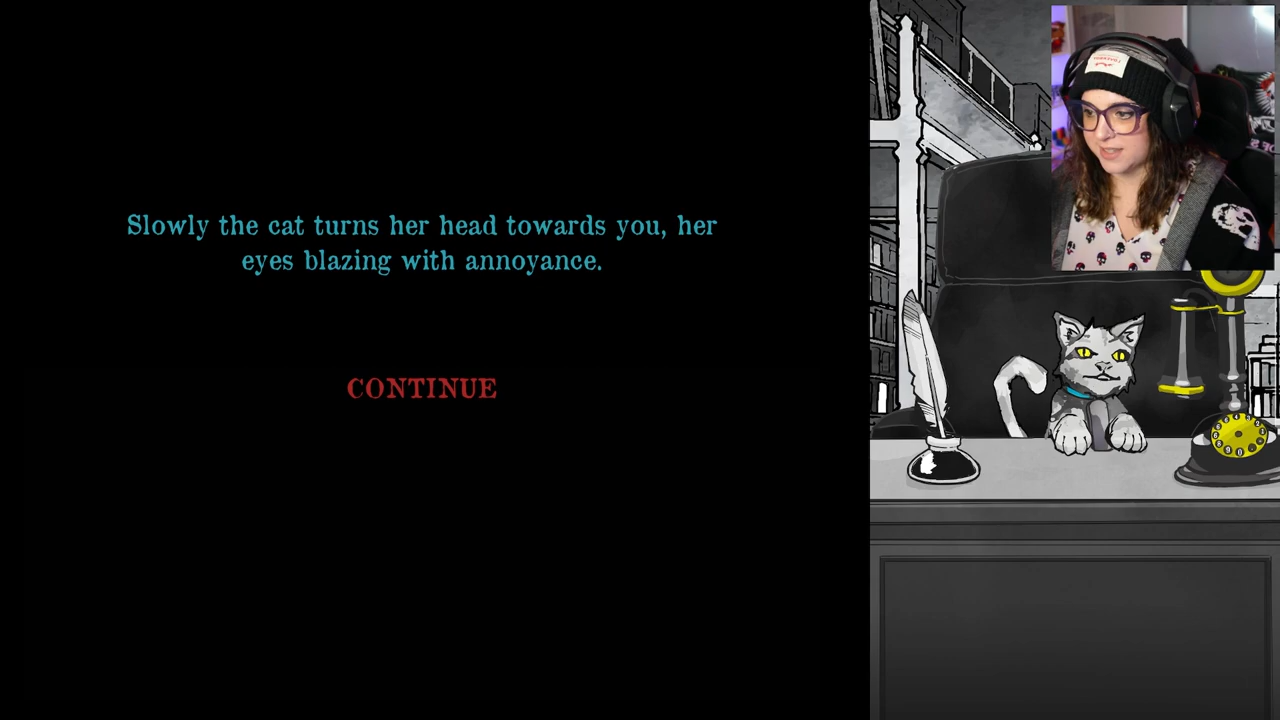 Slowly the cat turns her head towards you, her
eyes blazing with annoyance.
CONTINUE